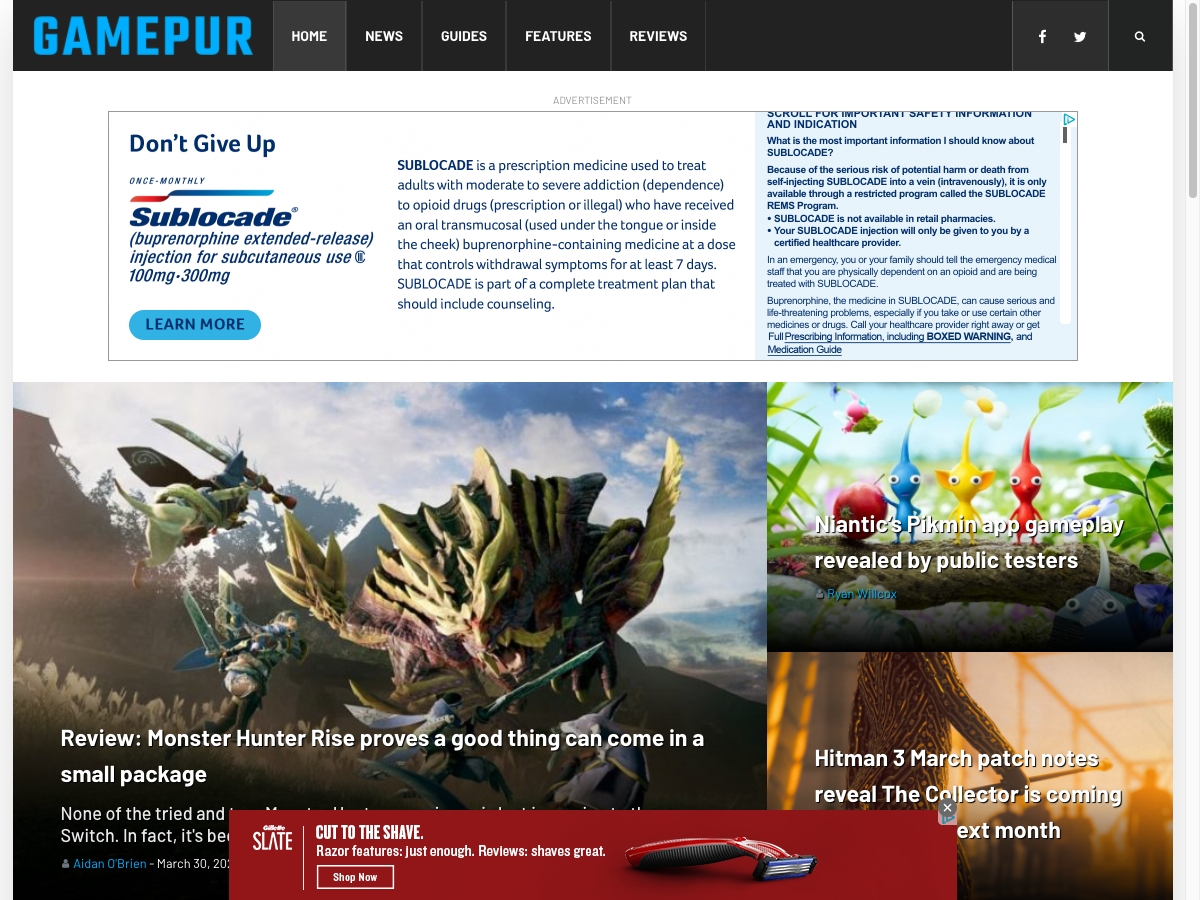 GAMEPUR
HOME
NEWS
GUIDES
FEATURES
REVIEWS
ADVERTISEMENT
Don't Give Up
ONCE-MONTHLY
Sublocade®
(buprenorphine extended-release)
injection for subcutaneous use
100mg·300mg
LEARN MORE
SUBLOCADE is a prescription medicine used to treat
adults with moderate to severe addiction (dependence)
to opioid drugs (prescription or illegal) who have received
an oral transmucosal (used under the tongue or inside
the cheek) buprenorphine-containing medicine at a dose
that controls withdrawal symptoms for at least 7 days.
SUBLOCADE is part of a complete treatment plan that
should include counseling.
SCROLL FOR IMPORTANT SAFETY INFORMATION
AND INDICATION
What is the most important information I should know about
SUBLOCADE?
Because of the serious risk of potential harm or death from
self-injecting SUBLOCADE into a vein (intravenously), it is only
available through a restricted program called the SUBLOCADE
REMS Program.
• SUBLOCADE is not available in retail pharmacies.
• Your SUBLOCADE injection will only be given to you by a
certified healthcare provider.
In an emergency, you or your family should tell the emergency medical
staff that you are physically dependent on an opioid and are being
treated with SUBLOCADE.
Buprenorphine, the medicine in SUBLOCADE, can cause serious and
life-threatening problems, especially if you take or use certain other
medicines or drugs. Call your healthcare provider right away or get
Full Prescribing Information, including BOXED WARNING, and
Medication Guide
Niantic's Pikmin app gameplay
revealed by public testers
Ryan Willcox
Review: Monster Hunter Rise proves a good thing can come in a
small package
None of the tried and
Switch. In fact, it's be
Aidan O'Brien - March 30, 202
Hitman 3 March patch notes
reveal The Collector is coming
ext month
Gillette
SLATE
CUT TO THE SHAVE.
Razor features: just enough. Reviews: shaves great.
Shop Now